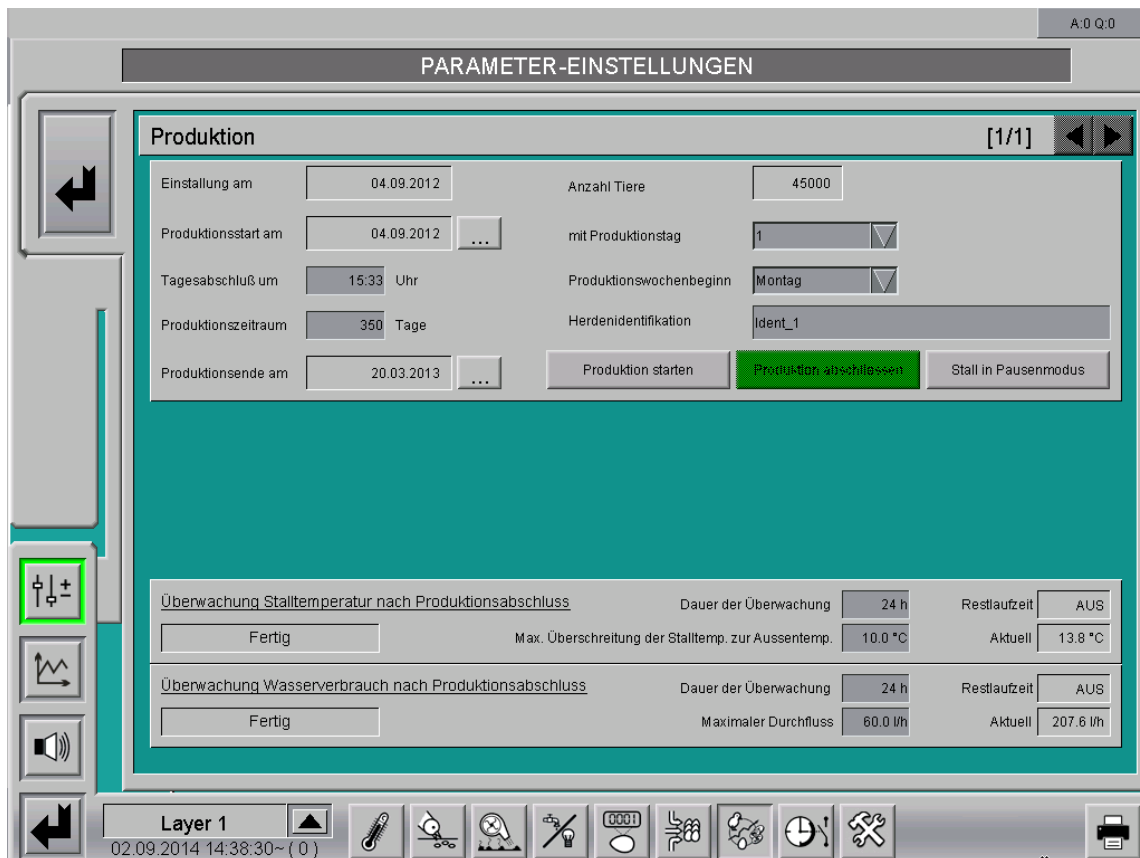 A:0 Q:0
PARAMETER-EINSTELLUNGEN
Produktion [1/1]
Einstallung am 04.09.2012 Anzahl Tiere 45000
Produktionsstart am 04.09.2012 ... mit Produktionstag 1
Tagesabschluß um 15:33 Uhr Produktionswochenbeginn Montag
Produktionszeitraum 350 Tage Herdenidentifikation Ident_1
Produktionsende am 20.03.2013 ... Produktion starten Produktion abschliessen Stall in Pausenmodus
Überwachung Stalltemperatur nach Produktionsabschluss Dauer der Überwachung 24 h Restlaufzeit AUS
Fertig Max. Überschreitung der Stalltemp. zur Aussentemp. 10.0 °C Aktuell 13.8 °C
Überwachung Wasserverbrauch nach Produktionsabschluss Dauer der Überwachung 24 h Restlaufzeit AUS
Fertig Maximaler Durchfluss 60.0 l/h Aktuell 207.6 l/h
0001
Layer 1
02.09.2014 14:38:30~ ( 0 )